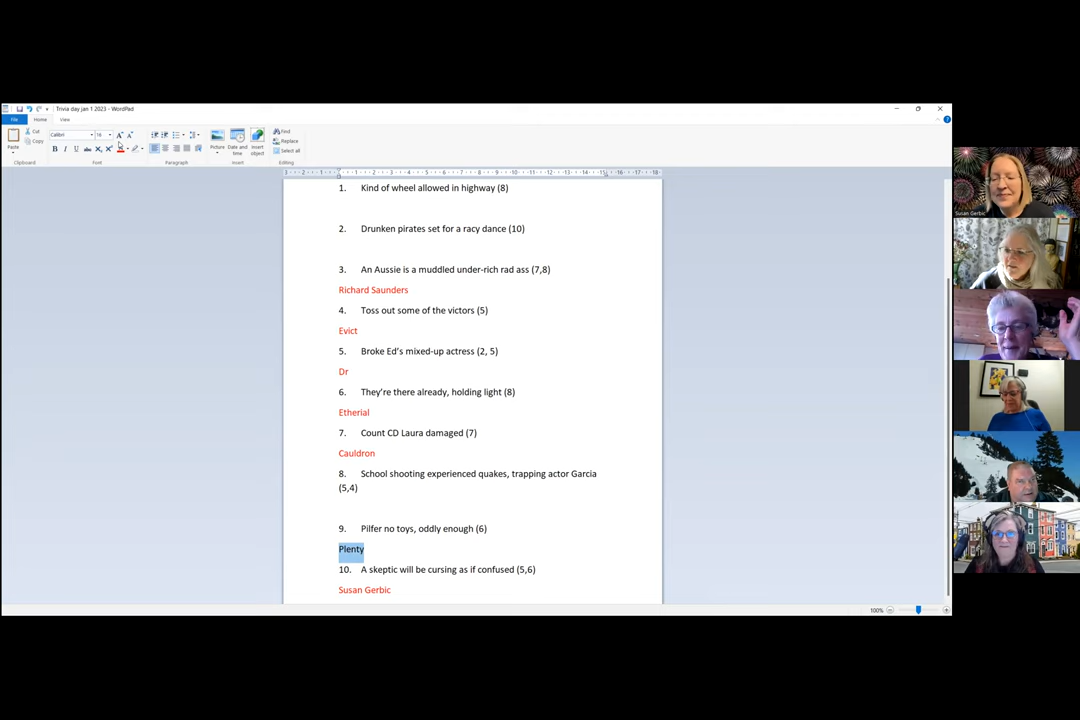 Trivia day jan 1 2023 - WordPad
File
Home
View
Paste
Cut
Copy
Clipboard
Calibri
16
Font
Paragraph
Picture
Date and time
Insert object
Insert
Find
Replace
Select all
Editing
1. Kind of wheel allowed in highway (8)
2. Drunken pirates set for a racy dance (10)
3. An Aussie is a muddled under-rich rad ass (7,8)
Richard Saunders
4. Toss out some of the victors (5)
Evict
5. Broke Ed's mixed-up actress (2, 5)
Dr
6. They're there already, holding light (8)
Etherial
7. Count CD Laura damaged (7)
Cauldron
8. School shooting experienced quakes, trapping actor Garcia
(5,4)
9. Pilfer no toys, oddly enough (6)
Plenty
10. A skeptic will be cursing as if confused (5,6)
Susan Gerbic
100%
Susan Gerbic